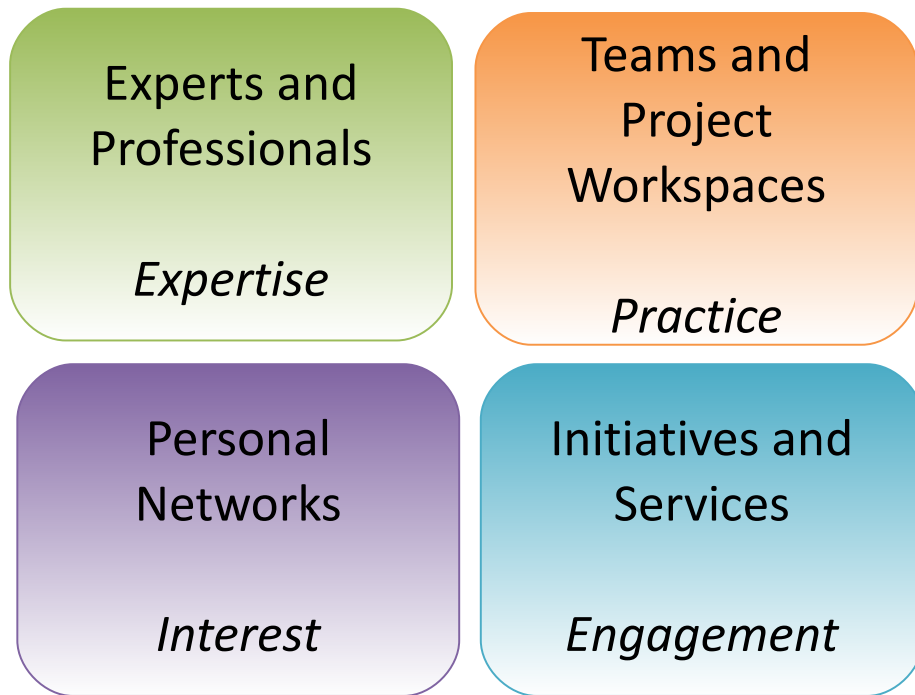 Experts and
Professionals
Expertise
Teams and
Project
Workspaces
Practice
Personal
Networks
Interest
Initiatives and
Services
Engagement